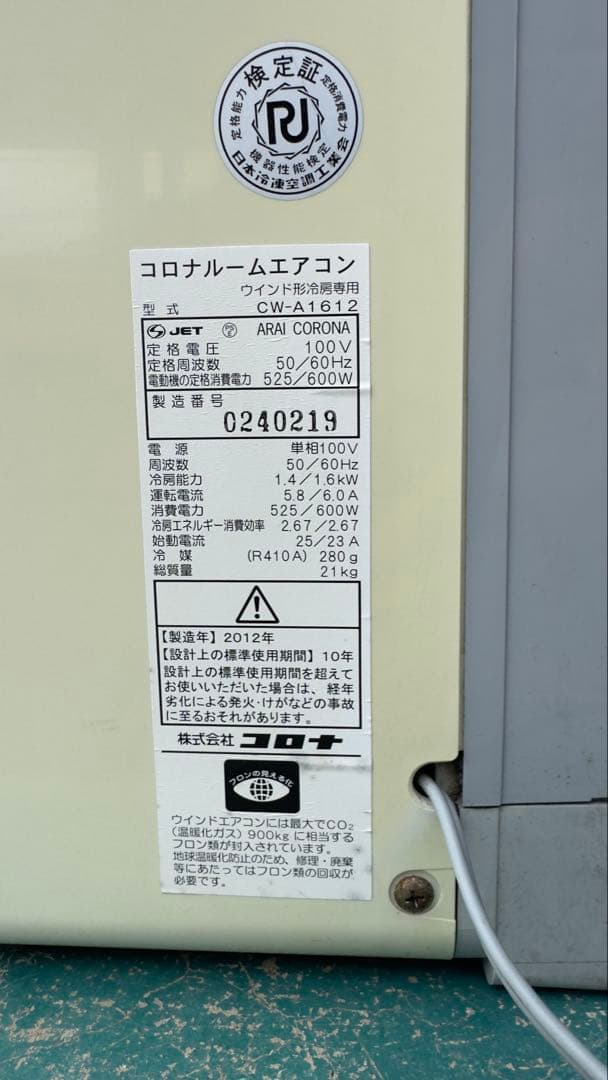 検定証
定格能力
定格消費電力
機器性能検定
日本冷凍空調工業会
コロナルームエアコン
ウインド形冷房専用
型式 CW-A1612
JET ARAI CORONA
定格電圧 100V
定格周波数 50/60Hz
電動機の定格消費電力 525/600W
製造番号
0240219
電源 単相100V
周波数 50/60Hz
冷房能力 1.4/1.6kW
運転電流 5.8/6.0A
消費電力 525/600W
冷房エネルギー消費効率 2.67/2.67
始動電流 25/23A
冷媒 (R410A) 280g
総質量 21kg
【製造年】2012年
【設計上の標準使用期間】10年
設計上の標準使用期間を超えて
お使いいただいた場合は、経年
劣化による発火・けがなどの事故
に至るおそれがあります。
株式会社 コロナ
フロンの見える化
ウインドエアコンには最大でCO₂
(温暖化ガス) 900kgに相当する
フロン類が封入されています。
地球温暖化防止のため、修理・廃棄
等にあたってはフロン類の回収が
必要です。